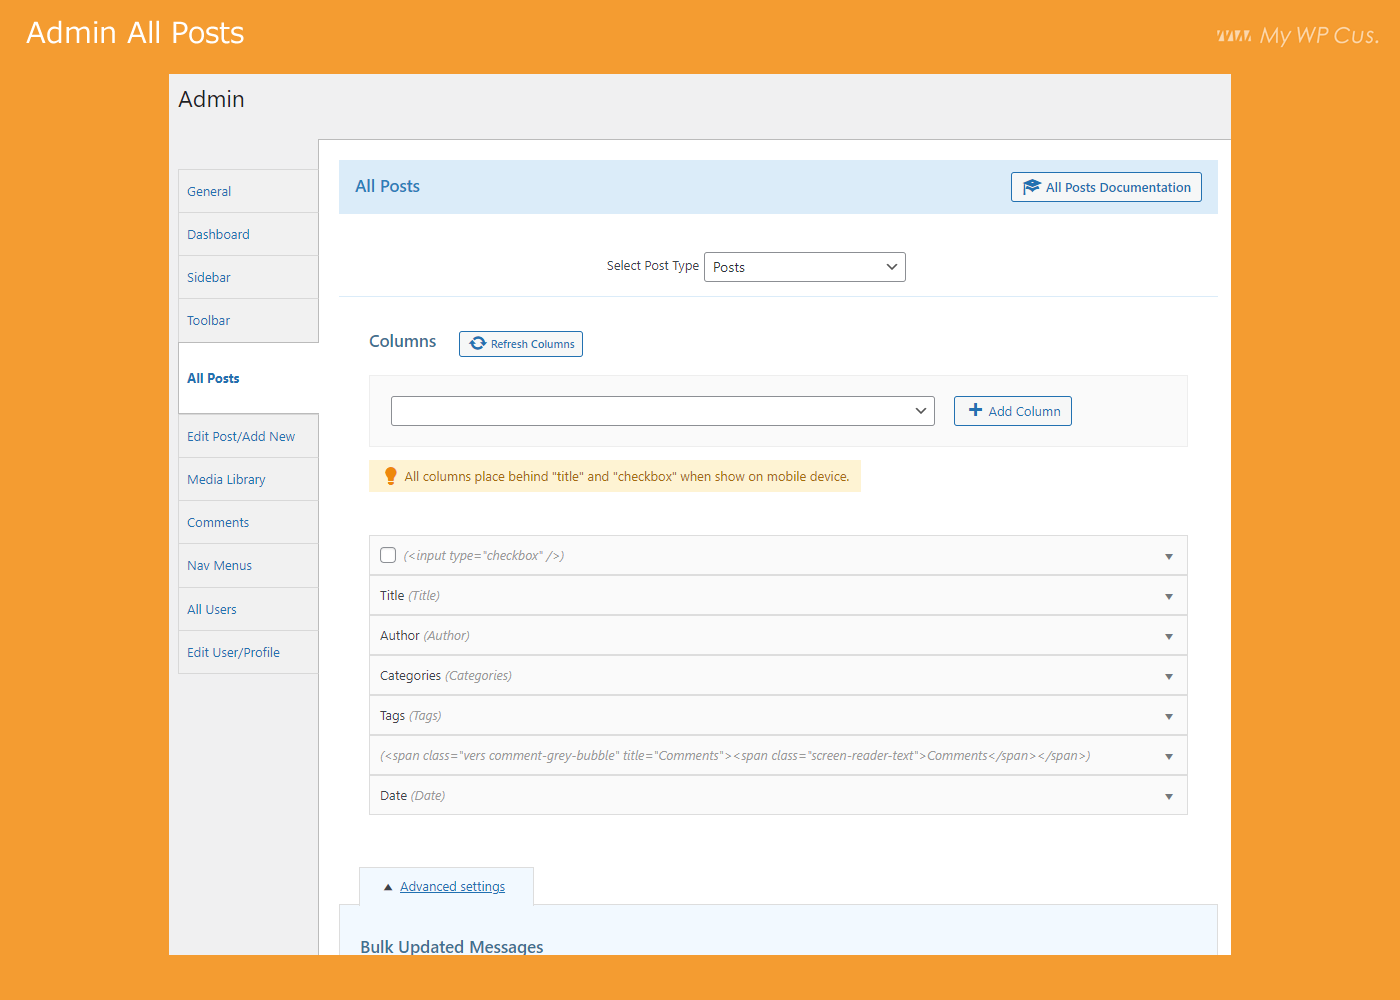 Admin All Posts
My WP Cus.
Admin
General
Dashboard
Sidebar
Toolbar
All Posts
Edit Post/Add New
Media Library
Comments
Nav Menus
All Users
Edit User/Profile
All Posts
All Posts Documentation
Select Post Type Posts
Columns Refresh Columns
Add Column
All columns place behind "title" and "checkbox" when show on mobile device.
(<input type="checkbox" />)
Title (Title)
Author (Author)
Categories (Categories)
Tags (Tags)
(<span class="vers comment-grey-bubble" title="Comments"><span class="screen-reader-text">Comments</span></span>)
Date (Date)
Advanced settings
Bulk Updated Messages